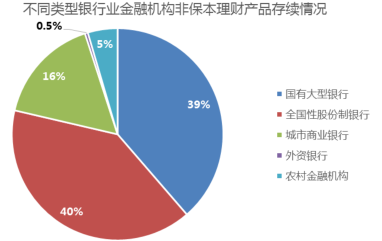 不同类型银行业金融机构非保本理财产品存续情况
0.5%
5%
16%
39%
40%
国有大型银行
全国性股份制银行
城市商业银行
外资银行
农村金融机构